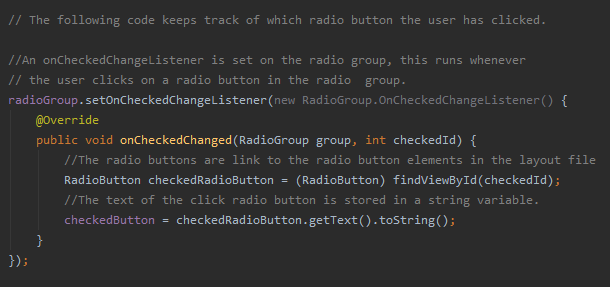 // The following code keeps track of which radio button the user has clicked.
//An onCheckedChangeListener is set on the radio group, this runs whenever
// the user clicks on a radio button in the radio  group.
radioGroup.setOnCheckedChangeListener(new RadioGroup.OnCheckedChangeListener() {
    @Override
    public void onCheckedChanged(RadioGroup group, int checkedId) {
        //The radio buttons are link to the radio button elements in the layout file
        RadioButton checkedRadioButton = (RadioButton) findViewById(checkedId);
        //The text of the click radio button is stored in a string variable.
        checkedButton = checkedRadioButton.getText().toString();
    }
});